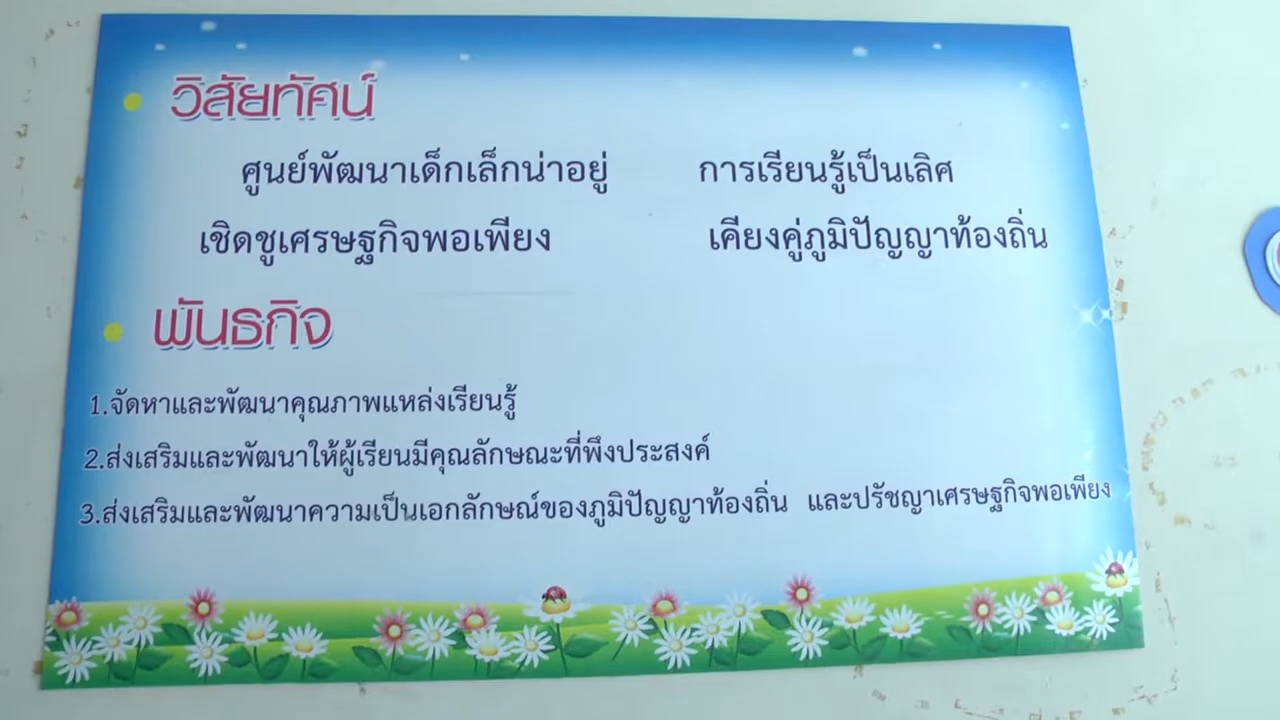 วิสัยทัศน์
ศูนย์พัฒนาเด็กเล็กน่าอยู่ การเรียนรู้เป็นเลิศ
เชิดชูเศรษฐกิจพอเพียง เคียงคู่ภูมิปัญญาท้องถิ่น
พันธกิจ
1.จัดหาและพัฒนาคุณภาพแหล่งเรียนรู้
2.ส่งเสริมและพัฒนาให้ผู้เรียนมีคุณลักษณะที่พึงประสงค์
3.ส่งเสริมและพัฒนาความเป็นเอกลักษณ์ของภูมิปัญญาท้องถิ่น และปรัชญาเศรษฐกิจพอเพียง